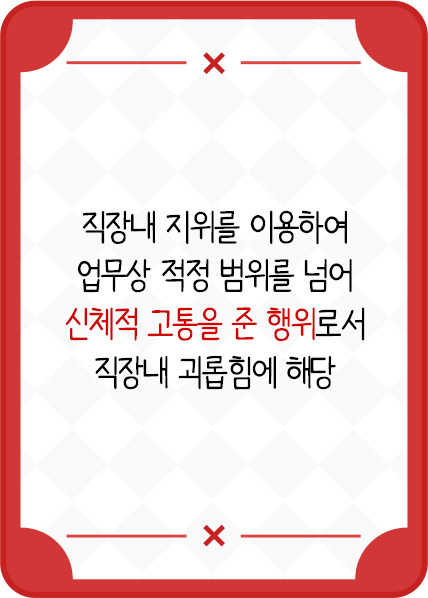 직장내 지위를 이용하여
업무상 적정 범위를 넘어
신체적 고통을 준 행위로서
직장내 괴롭힘에 해당